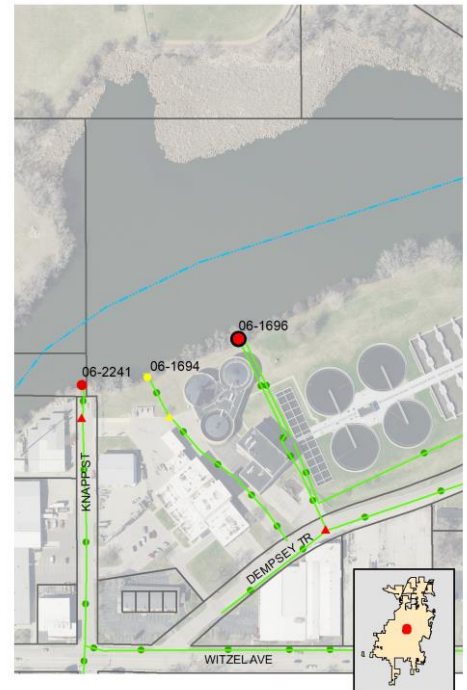 06-1696
06-2241
06-1694
KNAPP ST
DEMPSEY TR
WITZEL AVE